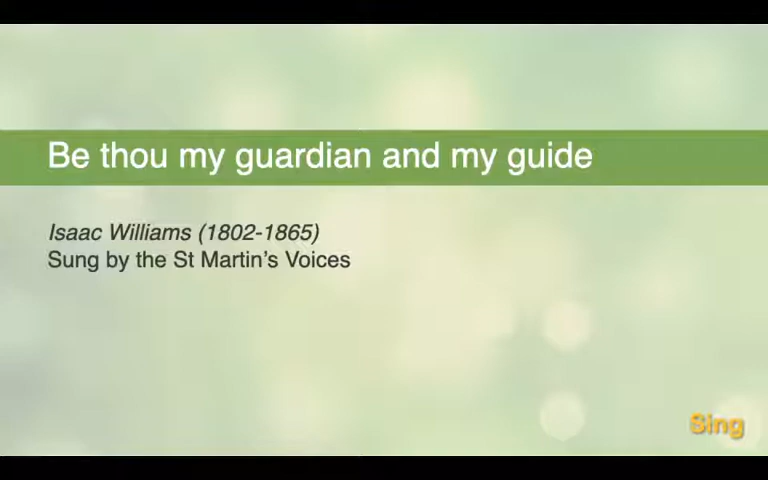 Be thou my guardian and my guide
Isaac Williams (1802-1865)
Sung by the St Martin's Voices
Sing